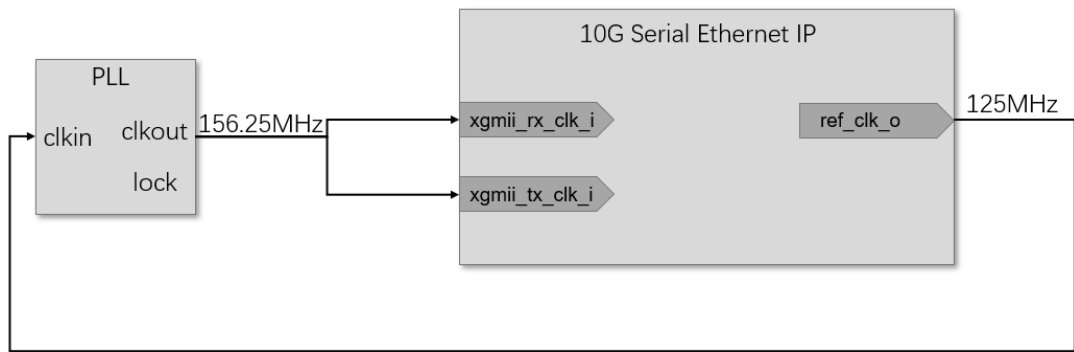 10G Serial Ethernet IP
PLL
clkin
clkout
lock
156.25MHz
xgmii_rx_clk_i
xgmii_tx_clk_i
ref_clk_o
125MHz